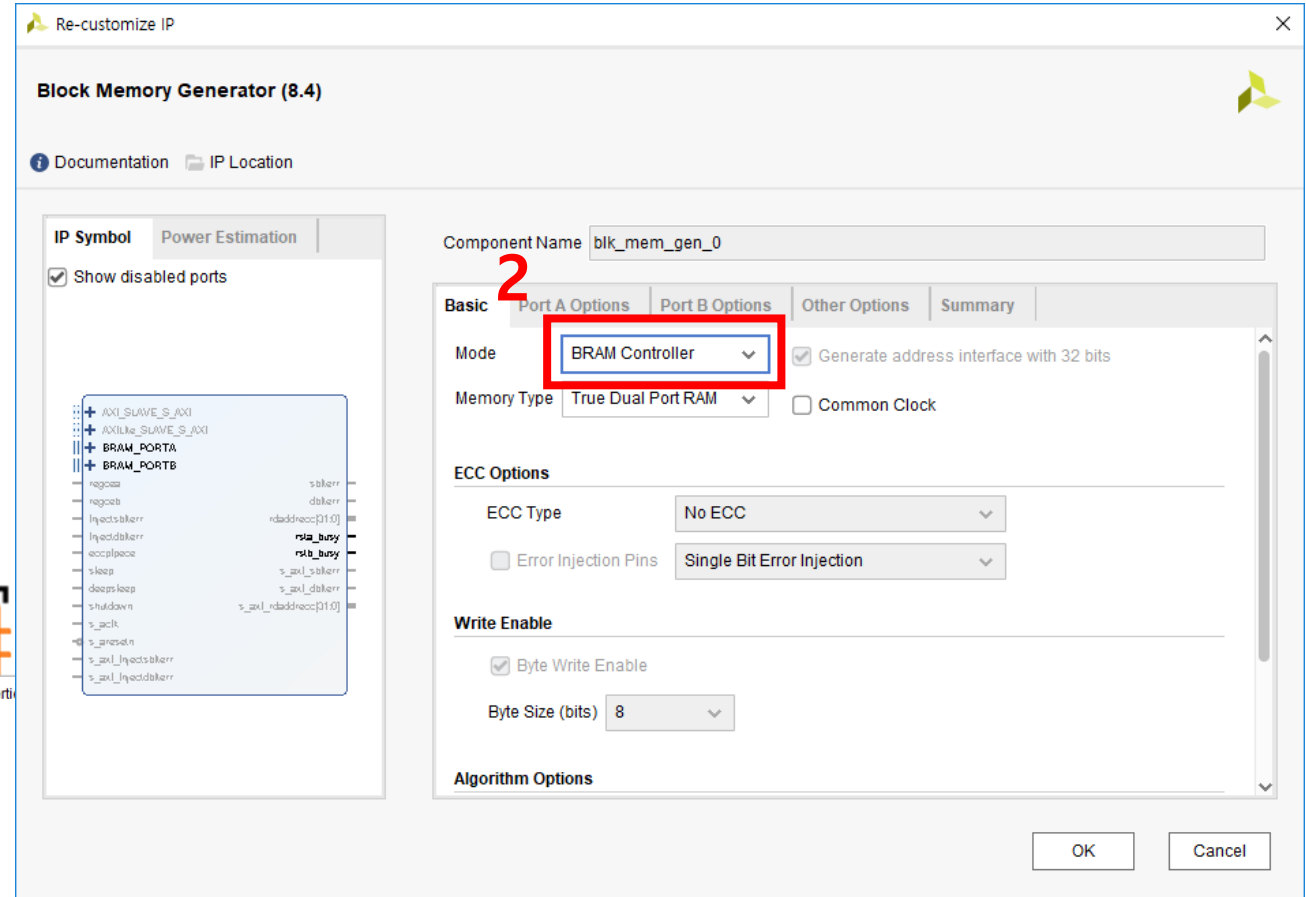 Re-customize IP
Block Memory Generator (8.4)
Documentation IP Location
IP Symbol Power Estimation
Show disabled ports
AXI_SLAVE_S_AXI
AXILite_SLAVE_S_AXI
BRAM_PORTA
BRAM_PORTB
regcea sbiterr
regceb dbiterr
injectsbiterr rdaddrecc[31:0]
injectdbiterr rsta_busy
eccpipece rstb_busy
sleep s_axi_sbiterr
deepsleep s_axi_dbiterr
shutdown s_axi_rdaddrecc[31:0]
s_aclk
s_aresetn
s_axi_injectsbiterr
s_axi_injectdbiterr
Component Name blk_mem_gen_0
2
Basic Port A Options Port B Options Other Options Summary
Mode BRAM Controller Generate address interface with 32 bits
Memory Type True Dual Port RAM Common Clock
ECC Options
ECC Type No ECC
Error Injection Pins Single Bit Error Injection
Write Enable
Byte Write Enable
Byte Size (bits) 8
Algorithm Options
OK Cancel